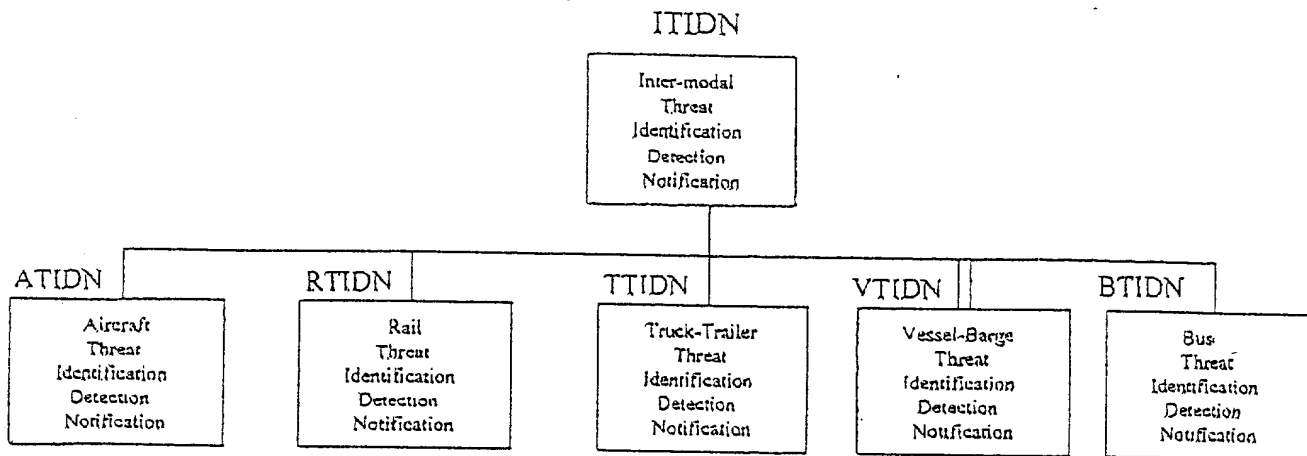 ITIDN
Inter-modal
Threat
Identification
Detection
Notification
ATIDN
Aircraft
Threat
Identification
Detection
Notification
RTIDN
Rail
Threat
Identification
Detection
Notification
TTIDN
Truck-Trailer
Threat
Identification
Detection
Notification
VTIDN
Vessel-Barge
Threat
Identification
Detection
Notification
BTIDN
Bus
Threat
Identification
Detection
Notification